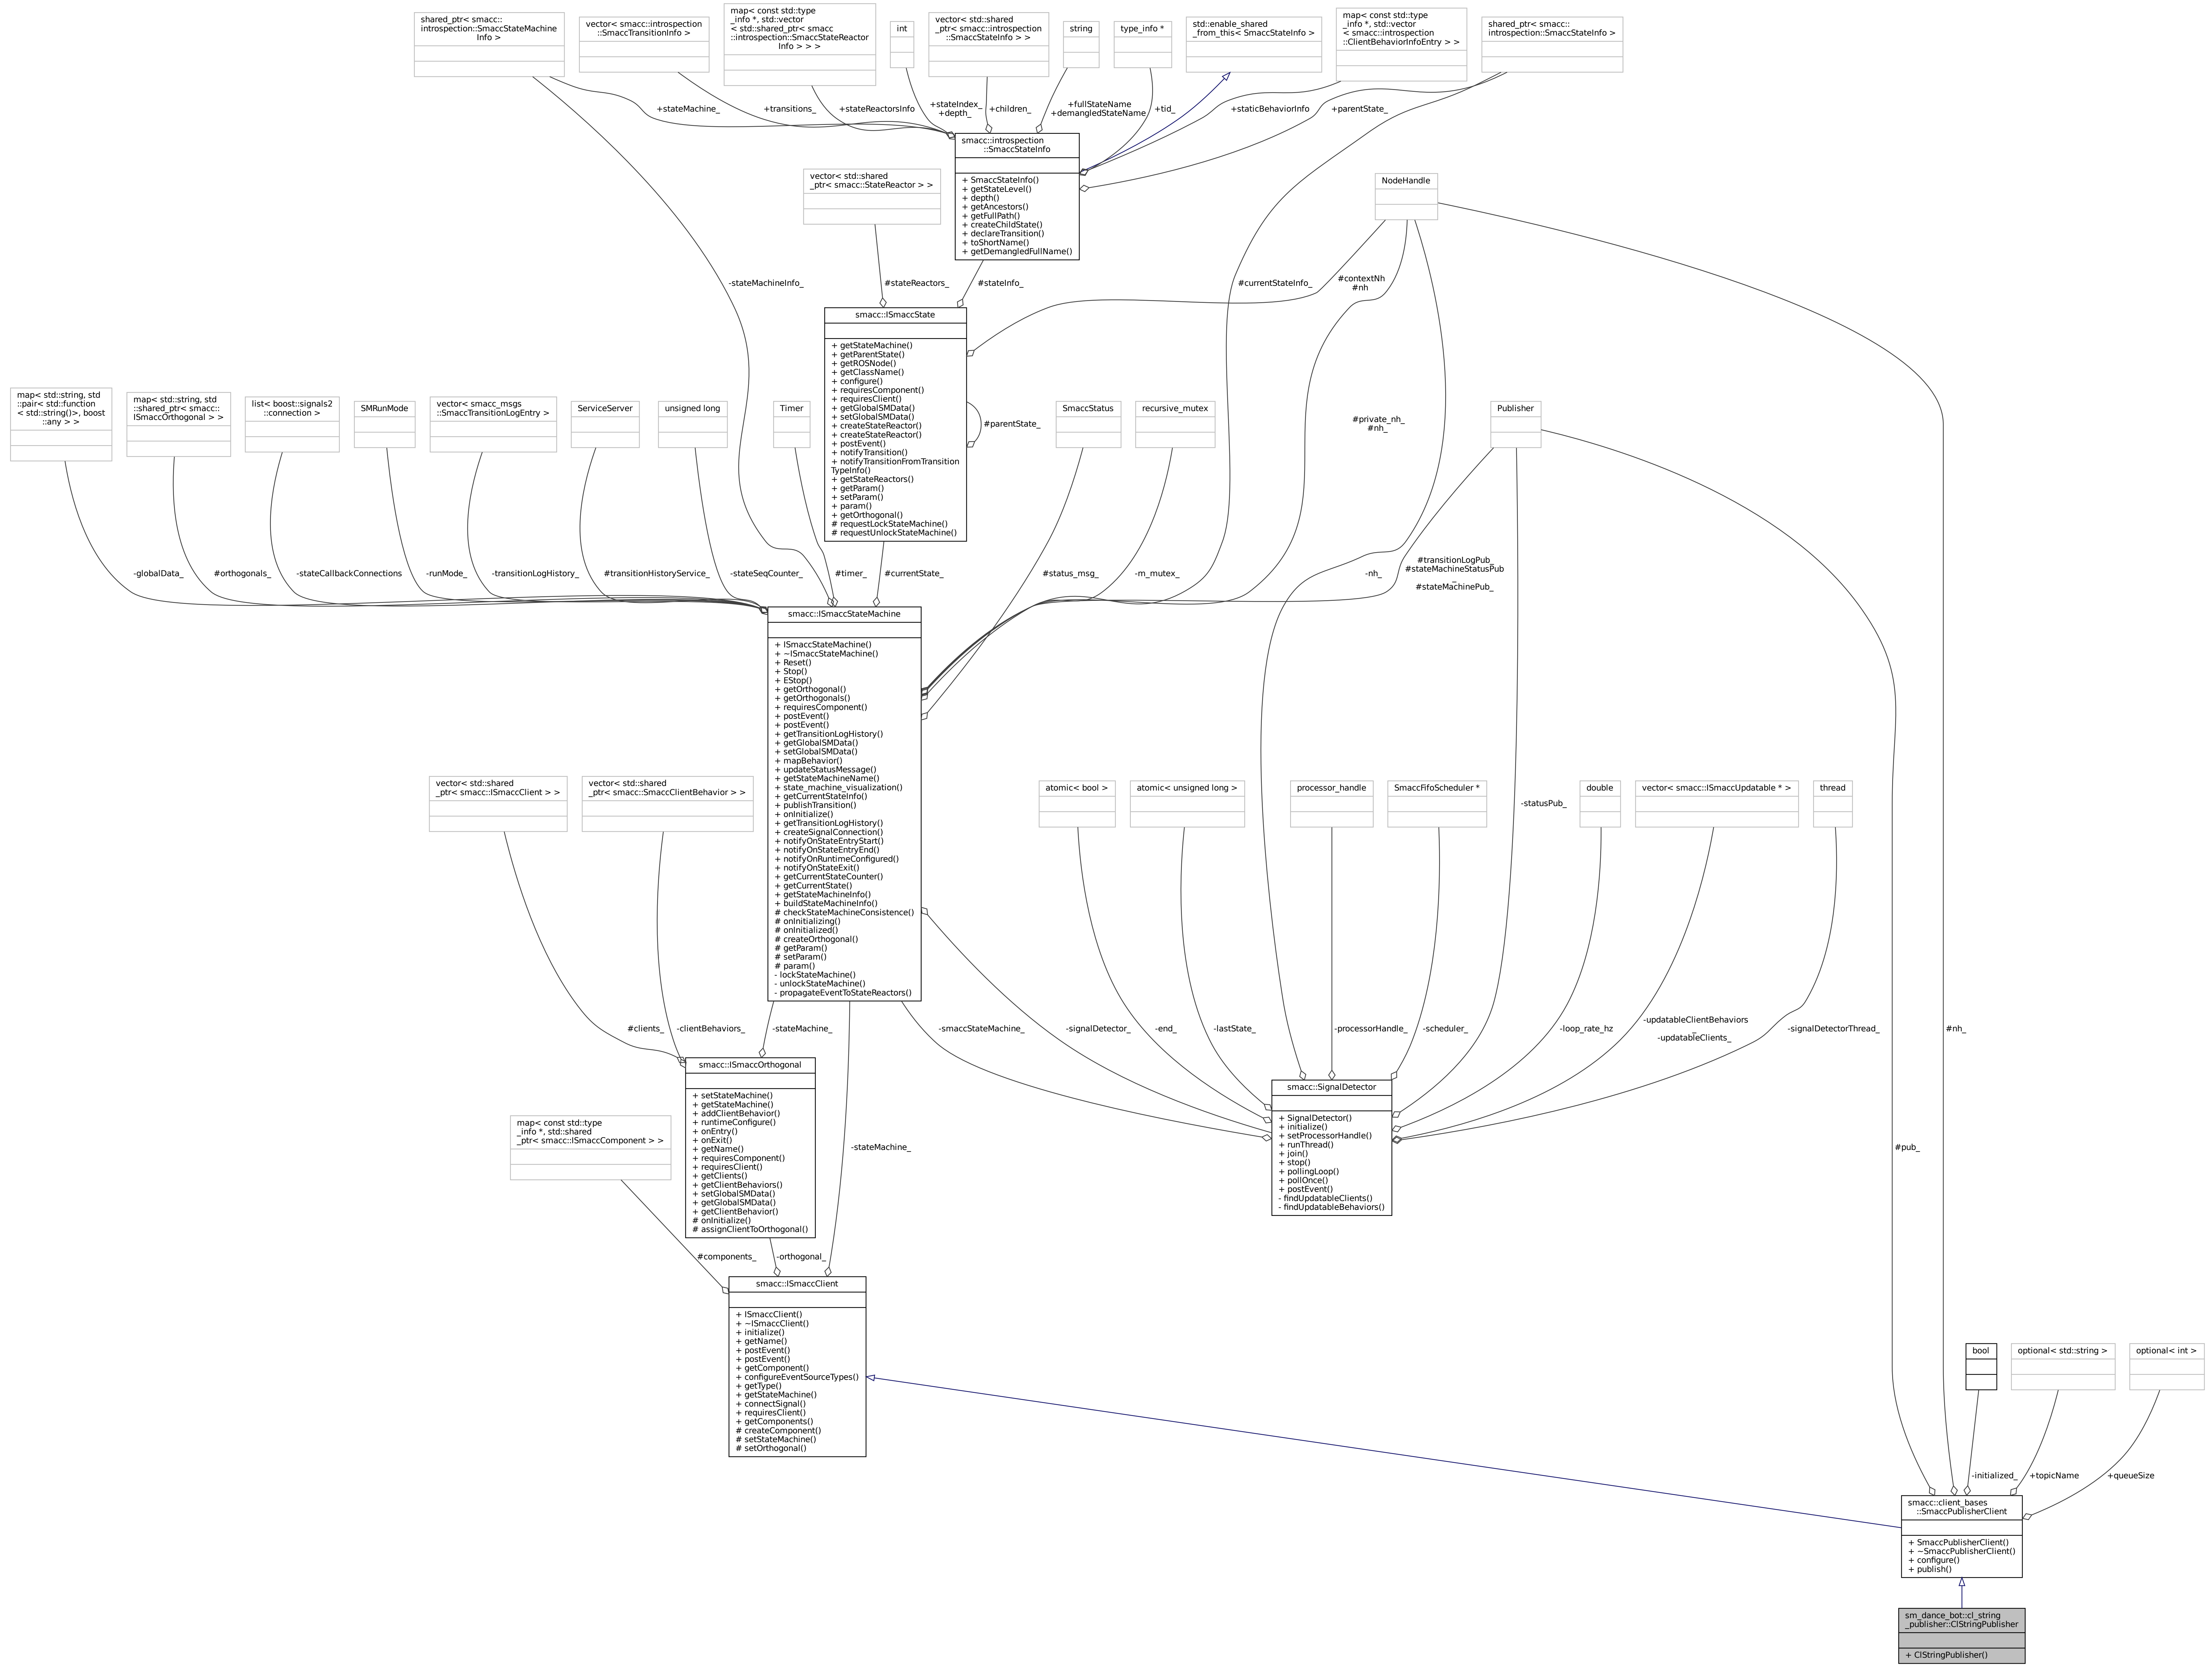 shared_ptr< smacc::
introspection::SmaccStateMachine
Info >
vector< smacc::introspection
::SmaccTransitionInfo >
map< const std::type
_info *, std::vector
< std::shared_ptr< smacc
::introspection::SmaccStateReactor
Info > > >
int
vector< std::shared
_ptr< smacc::introspection
::SmaccStateInfo > >
string
type_info *
std::enable_shared
_from_this< SmaccStateInfo >
map< const std::type
_info *, std::vector
< smacc::introspection
::ClientBehaviorInfoEntry > >
shared_ptr< smacc::
introspection::SmaccStateInfo >
+stateMachine_
+transitions_
+stateReactorsInfo
+stateIndex_
+depth_
+children_
+fullStateName
+demangledStateName
+tid_
+staticBehaviorInfo
+parentState_
smacc::introspection
::SmaccStateInfo
+ SmaccStateInfo()
+ getStateLevel()
+ depth()
+ getAncestors()
+ getFullPath()
+ createChildState()
+ declareTransition()
+ toShortName()
+ getDemangledFullName()
vector< std::shared
_ptr< smacc::StateReactor > >
NodeHandle
-stateMachineInfo_
#stateReactors_
#stateInfo_
#currentStateInfo_
#contextNh
#nh
smacc::ISmaccState
+ getStateMachine()
+ getParentState()
+ getROSNode()
+ getClassName()
+ configure()
+ requiresComponent()
+ requiresClient()
+ getGlobalSMData()
+ setGlobalSMData()
+ createStateReactor()
+ createStateReactor()
+ postEvent()
+ notifyTransition()
+ notifyTransitionFromTransition
TypeInfo()
+ getStateReactors()
+ getParam()
+ setParam()
+ param()
+ getOrthogonal()
# requestLockStateMachine()
# requestUnlockStateMachine()
#parentState_
map< std::string, std
::pair< std::function
< std::string()>, boost
::any > >
map< std::string, std
::shared_ptr< smacc::
ISmaccOrthogonal > >
list< boost::signals2
::connection >
SMRunMode
vector< smacc_msgs
::SmaccTransitionLogEntry >
ServiceServer
unsigned long
Timer
SmaccStatus
recursive_mutex
#private_nh_
#nh_
Publisher
-globalData_
#orthogonals_
-stateCallbackConnections
-runMode_
-transitionLogHistory_
#transitionHistoryService_
-stateSeqCounter_
#timer_
#currentState_
#status_msg_
-m_mutex_
-nh_
#transitionLogPub_
#stateMachineStatusPub
_
#stateMachinePub_
smacc::ISmaccStateMachine
+ ISmaccStateMachine()
+ ~ISmaccStateMachine()
+ Reset()
+ Stop()
+ EStop()
+ getOrthogonal()
+ getOrthogonals()
+ requiresComponent()
+ postEvent()
+ postEvent()
+ getTransitionLogHistory()
+ getGlobalSMData()
+ setGlobalSMData()
+ mapBehavior()
+ updateStatusMessage()
+ getStateMachineName()
+ state_machine_visualization()
+ getCurrentStateInfo()
+ publishTransition()
+ onInitialize()
+ getTransitionLogHistory()
+ createSignalConnection()
+ notifyOnStateEntryStart()
+ notifyOnStateEntryEnd()
+ notifyOnRuntimeConfigured()
+ notifyOnStateExit()
+ getCurrentStateCounter()
+ getCurrentState()
+ getStateMachineInfo()
+ buildStateMachineInfo()
# checkStateMachineConsistence()
# onInitializing()
# onInitialized()
# createOrthogonal()
# getParam()
# setParam()
# param()
- lockStateMachine()
- unlockStateMachine()
- propagateEventToStateReactors()
vector< std::shared
_ptr< smacc::ISmaccClient > >
vector< std::shared
_ptr< smacc::SmaccClientBehavior > >
atomic< bool >
atomic< unsigned long >
processor_handle
SmaccFifoScheduler *
-statusPub_
double
vector< smacc::ISmaccUpdatable * >
thread
#clients_
-clientBehaviors_
-stateMachine_
-smaccStateMachine_
-signalDetector_
-end_
-lastState_
-processorHandle_
-scheduler_
-loop_rate_hz
-updatableClientBehaviors
_
-updatableClients_
-signalDetectorThread_
#nh_
smacc::ISmaccOrthogonal
+ setStateMachine()
+ getStateMachine()
+ addClientBehavior()
+ runtimeConfigure()
+ onEntry()
+ onExit()
+ getName()
+ requiresComponent()
+ requiresClient()
+ getClients()
+ getClientBehaviors()
+ setGlobalSMData()
+ getGlobalSMData()
+ getClientBehavior()
# onInitialize()
# assignClientToOrthogonal()
smacc::SignalDetector
+ SignalDetector()
+ initialize()
+ setProcessorHandle()
+ runThread()
+ join()
+ stop()
+ pollingLoop()
+ pollOnce()
+ postEvent()
- findUpdatableClients()
- findUpdatableBehaviors()
map< const std::type
_info *, std::shared
_ptr< smacc::ISmaccComponent > >
-stateMachine_
#pub_
#components_
-orthogonal_
smacc::ISmaccClient
+ ISmaccClient()
+ ~ISmaccClient()
+ initialize()
+ getName()
+ postEvent()
+ postEvent()
+ getComponent()
+ configureEventSourceTypes()
+ getType()
+ getStateMachine()
+ connectSignal()
+ requiresClient()
+ getComponents()
# createComponent()
# setStateMachine()
# setOrthogonal()
bool
optional< std::string >
optional< int >
-initialized_
+topicName
+queueSize
smacc::client_bases
::SmaccPublisherClient
+ SmaccPublisherClient()
+ ~SmaccPublisherClient()
+ configure()
+ publish()
sm_dance_bot::cl_string
_publisher::ClStringPublisher
+ ClStringPublisher()